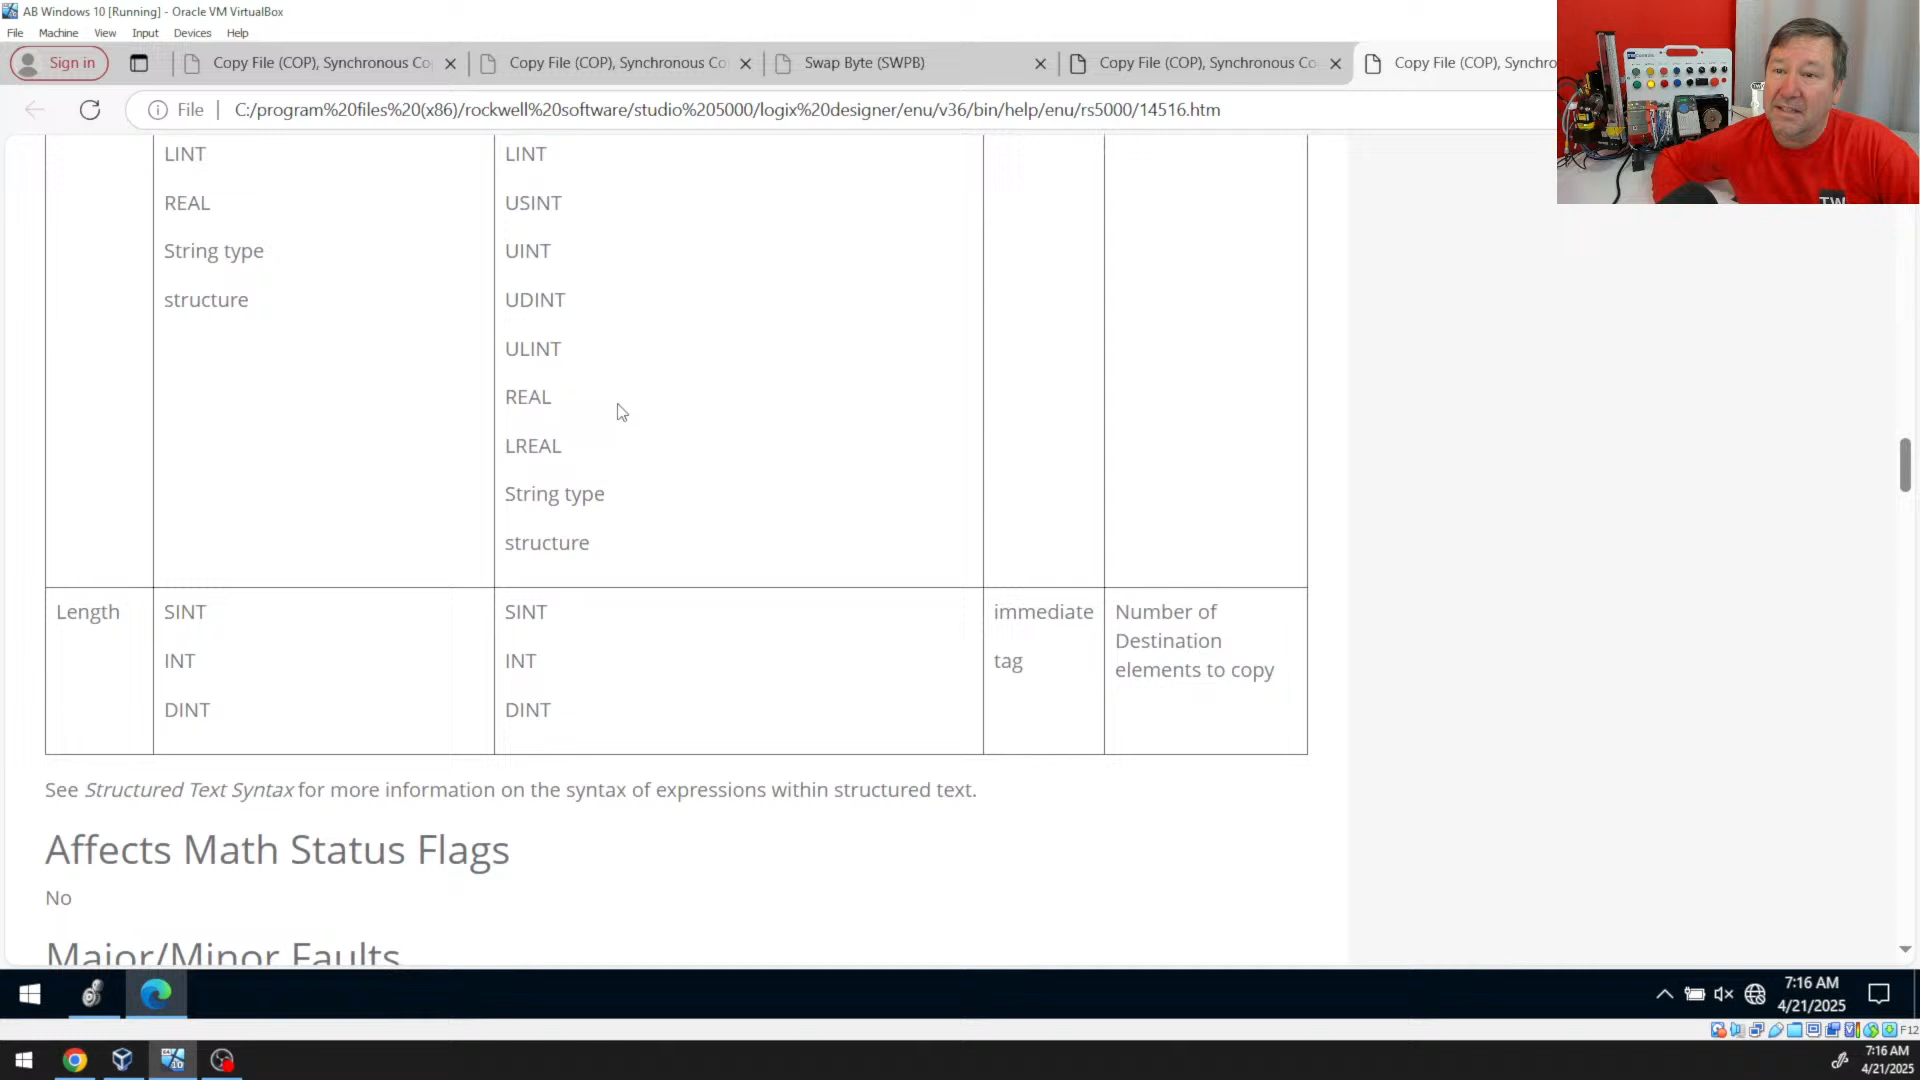 AB Windows 10 [Running] - Oracle VM VirtualBox
File Machine View Input Devices Help
Sign in
Copy File (COP), Synchronous Co
Copy File (COP), Synchronous Co
Swap Byte (SWPB)
Copy File (COP), Synchronous Co
Copy File (COP), Synchro
File C:/program%20files%20(x86)/rockwell%20software/studio%205000/logix%20designer/enu/v36/bin/help/enu/rs5000/14516.htm
LINT
REAL
String type
structure
LINT
USINT
UINT
UDINT
ULINT
REAL
LREAL
String type
structure
Length
SINT
INT
DINT
SINT
INT
DINT
immediate
tag
Number of
Destination
elements to copy
See Structured Text Syntax for more information on the syntax of expressions within structured text.
Affects Math Status Flags
No
Major/Minor Faults
7:16 AM
4/21/2025
F12
7:16 AM
4/21/2025
TW